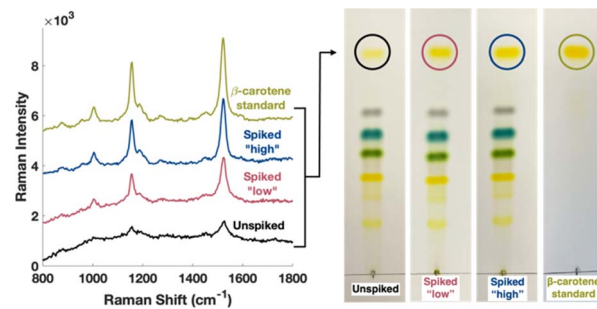 ×10³
8
6
4
2
0
Raman Intensity
800
1000
1200
1400
1600
1800
Raman Shift (cm⁻¹)
β-carotene
standard
Spiked
"high"
Spiked
"low"
Unspiked
Unspiked
Spiked
"low"
Spiked
"high"
β-carotene
standard